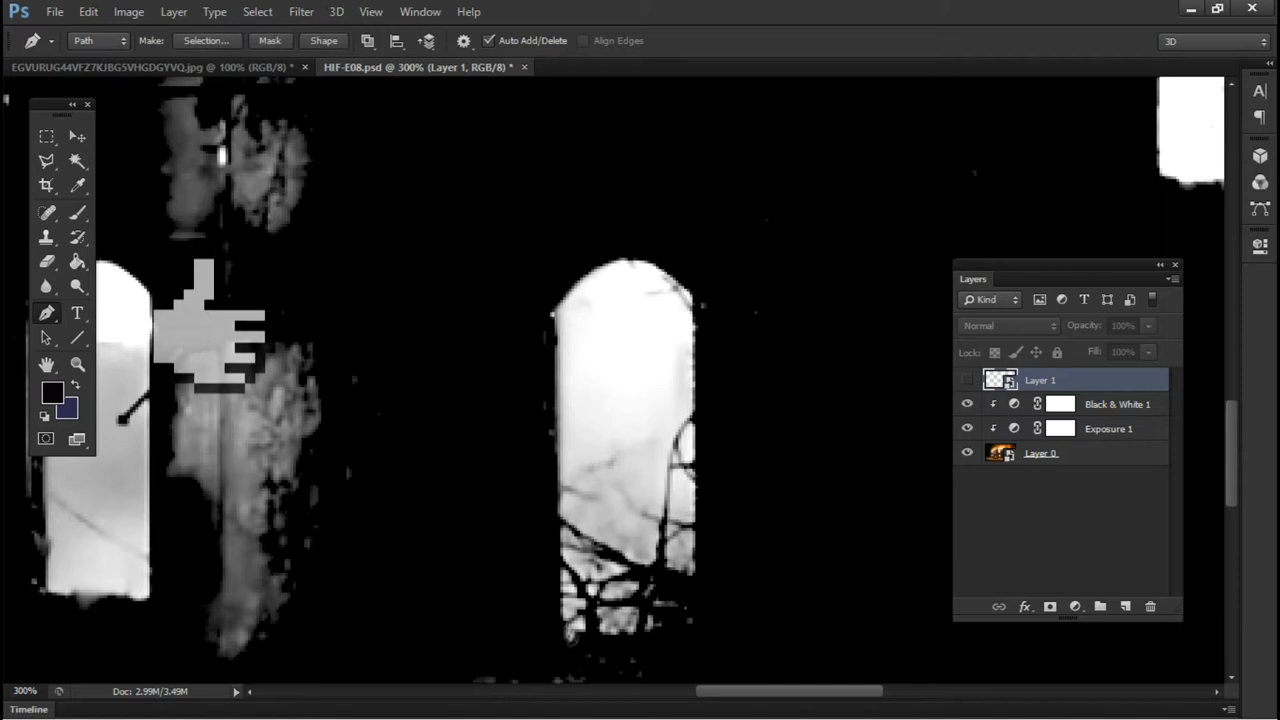 Ps File Edit Image Layer Type Select Filter 3D View Window Help
Path Make: Selection... Mask Shape Auto Add/Delete Align Edges 3D
EGVURUG44VFZ7KJBG5VHGDGYVQ.jpg @ 100% (RGB/8) * × HIF-E08.psd @ 300% (Layer 1, RGB/8) * ×
Layers
Kind
Normal Opacity: 100%
Lock: Fill: 100%
Layer 1
Black & White 1
Exposure 1
Layer 0
300% Doc: 2.99M/3.49M
Timeline